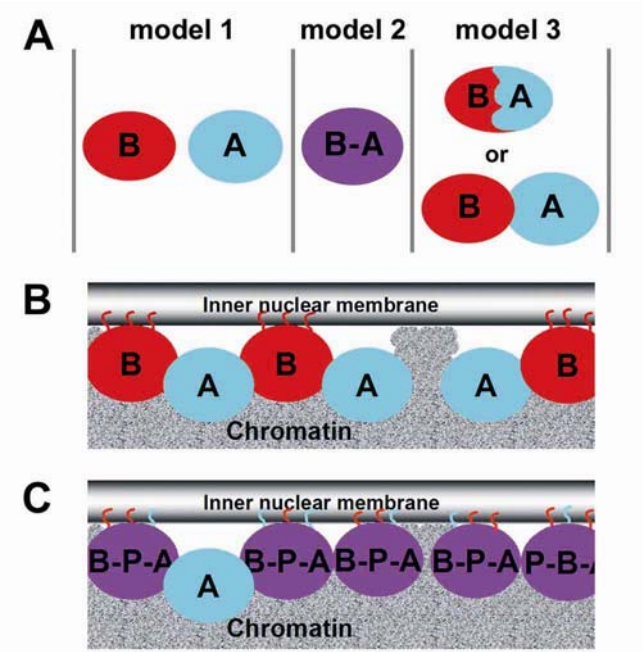 A
model 1 model 2 model 3
B A
B-A
B A
or
B A
B
Inner nuclear membrane
B A B A A B
Chromatin
C
Inner nuclear membrane
B-P-A A B-P-A B-P-A B-P-A P-B-A
Chromatin